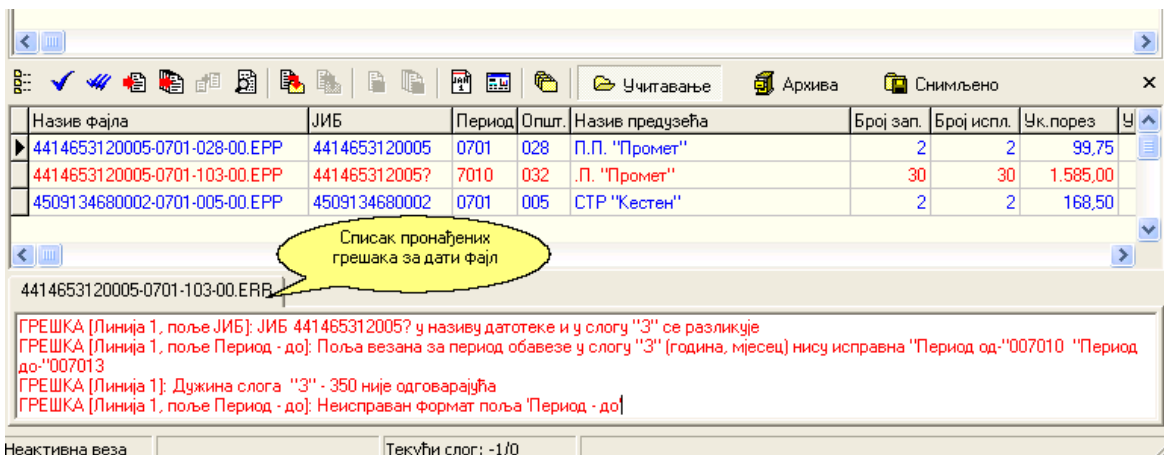 Учитавање Архива Снимљено
Назив фајла ЈИБ Период Општ. Назив предузећа Број зап. Број испл. Ук.порез У
4414653120005-0701-028-00.EPP 4414653120005 0701 028 П.П. "Промет" 2 2 99,75
4414653120005-0701-103-00.EPP 4414653120005? 7010 032 .П. "Промет" 30 30 1.585,00
4509134680002-0701-005-00.EPP 4509134680002 0701 005 СТР "Кестен" 2 2 168,50
Списак пронађених
грешака за дати фајл
4414653120005-0701-103-00.ERR
ГРЕШКА [Линија 1, поље ЈИБ]: ЈИБ 441465312005? у називу датотеке и у слогу "3" се разликује
ГРЕШКА [Линија 1, поље Период - до]: Поља везана за период обавезе у слогу "3" (година, мјесец) нису исправна "Период од-"007010 "Период
до-"007013
ГРЕШКА [Линија 1]: Дужина слога "3" - 350 није одговарајућа
ГРЕШКА [Линија 1, поље Период - до]: Неисправан формат поља 'Период - до'
Неактивна веза Текући слог: -1/0